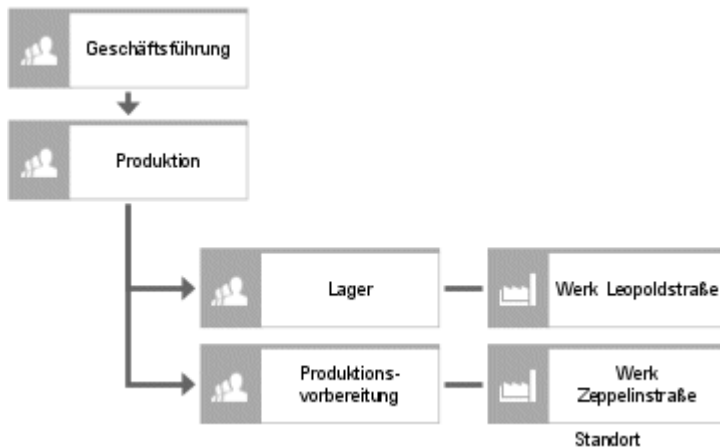 Geschäftsführung
Produktion
Lager
Werk Leopoldstraße
Produktions-
vorbereitung
Werk
Zeppelinstraße
Standort